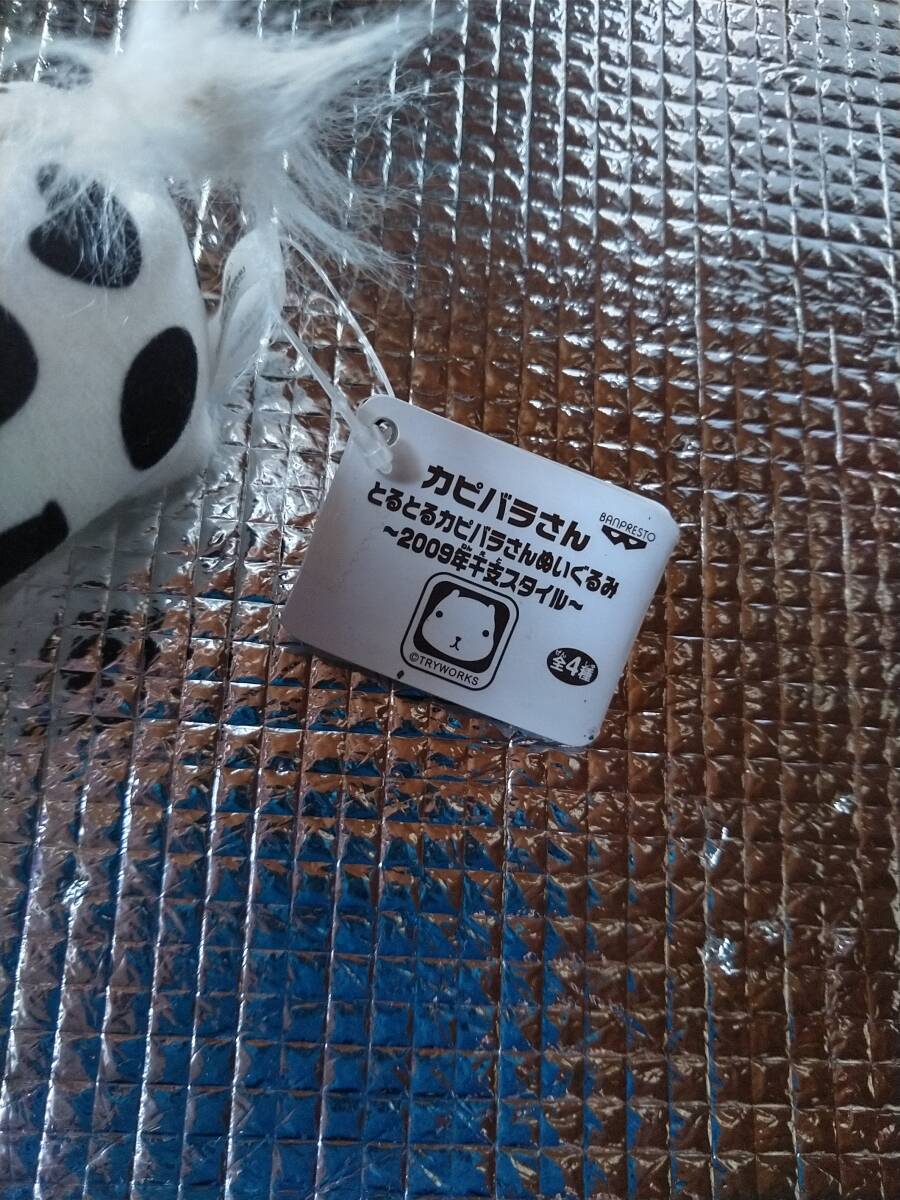 カピバラさん
BANPRESTO
とるとるカピバラさんぬいぐるみ
～2009年干支スタイル～
©TRYWORKS
全4種